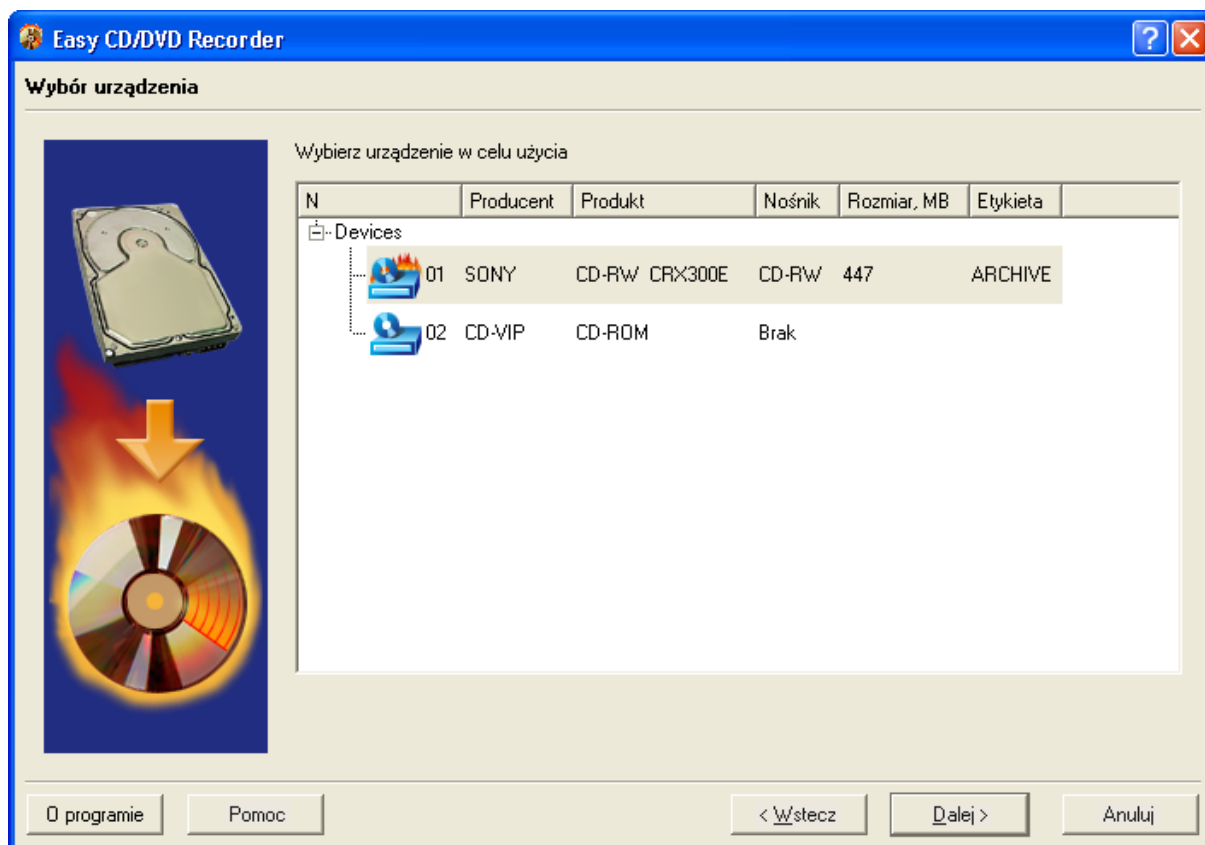 Easy CD/DVD Recorder
Wybór urządzenia
Wybierz urządzenie w celu użycia
N Producent Produkt Nośnik Rozmiar, MB Etykieta
Devices
01 SONY CD-RW CRX300E CD-RW 447 ARCHIVE
02 CD-VIP CD-ROM Brak
O programie Pomoc < Wstecz Dalej > Anuluj